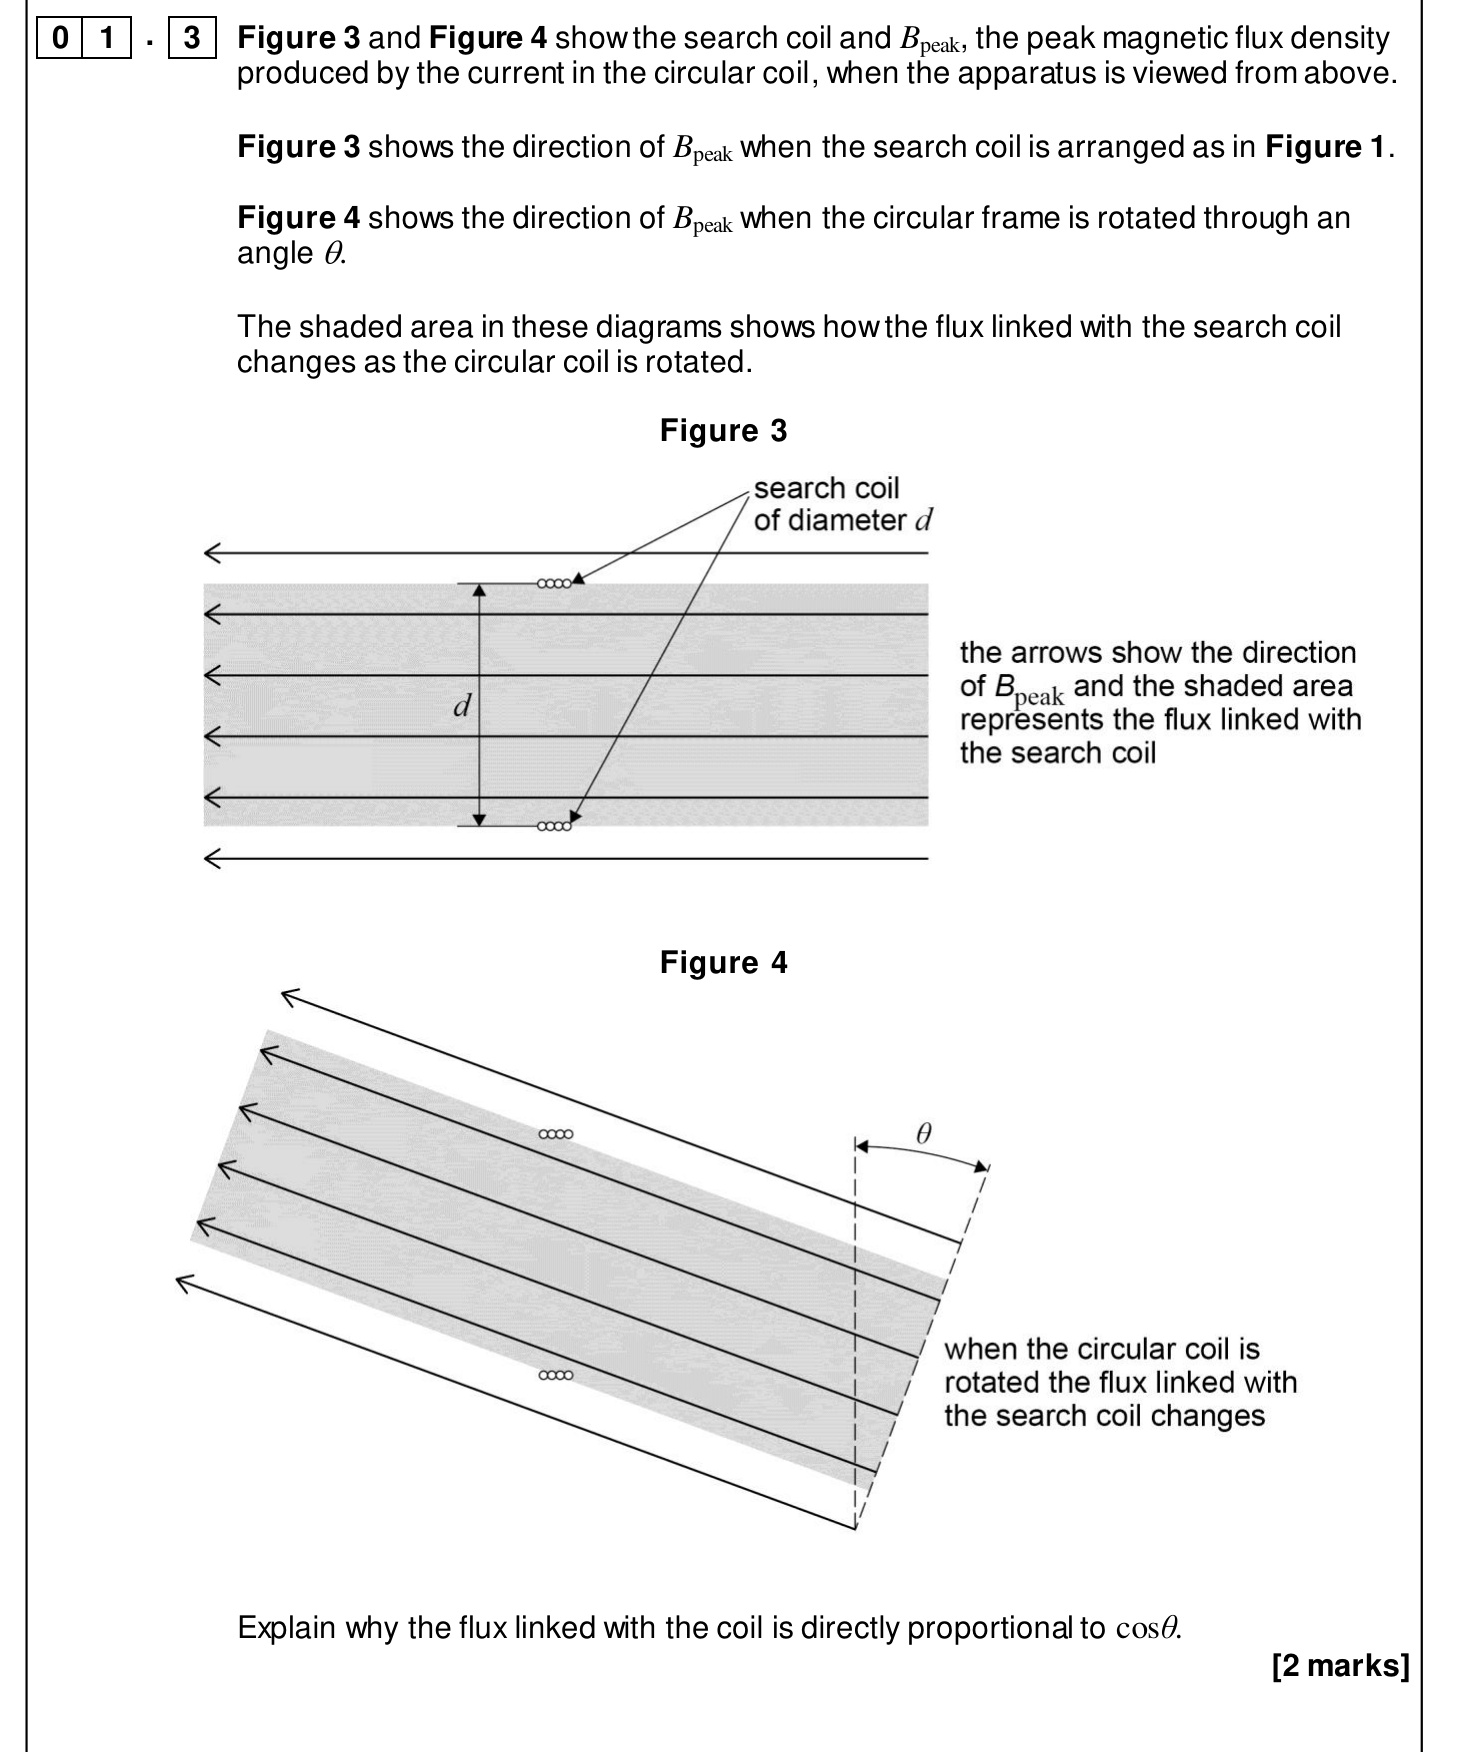 0 1 . 3 Figure 3 and Figure 4 show the search coil and Bpeak, the peak magnetic flux density
produced by the current in the circular coil, when the apparatus is viewed from above.
Figure 3 shows the direction of Bpeak when the search coil is arranged as in Figure 1.
Figure 4 shows the direction of Bpeak when the circular frame is rotated through an
angle θ.
The shaded area in these diagrams shows how the flux linked with the search coil
changes as the circular coil is rotated.
Figure 3
search coil
of diameter d
d
the arrows show the direction
of Bpeak and the shaded area
represents the flux linked with
the search coil
Figure 4
θ
when the circular coil is
rotated the flux linked with
the search coil changes
Explain why the flux linked with the coil is directly proportional to cosθ.
[2 marks]